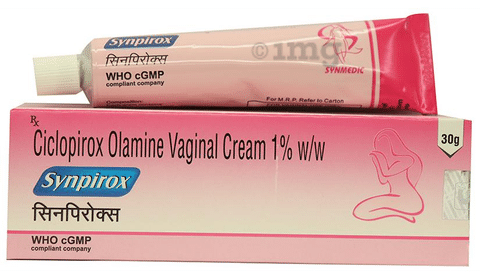 Synpirox
सिनपिरोक्स
WHO cGMP
compliant company
©1mg
SYNMEDIC
For M.R.P. Refer to Carton
Rx
Ciclopirox Olamine Vaginal Cream 1% w/w
30g
Synpirox
सिनपिरोक्स
WHO cGMP
compliant company